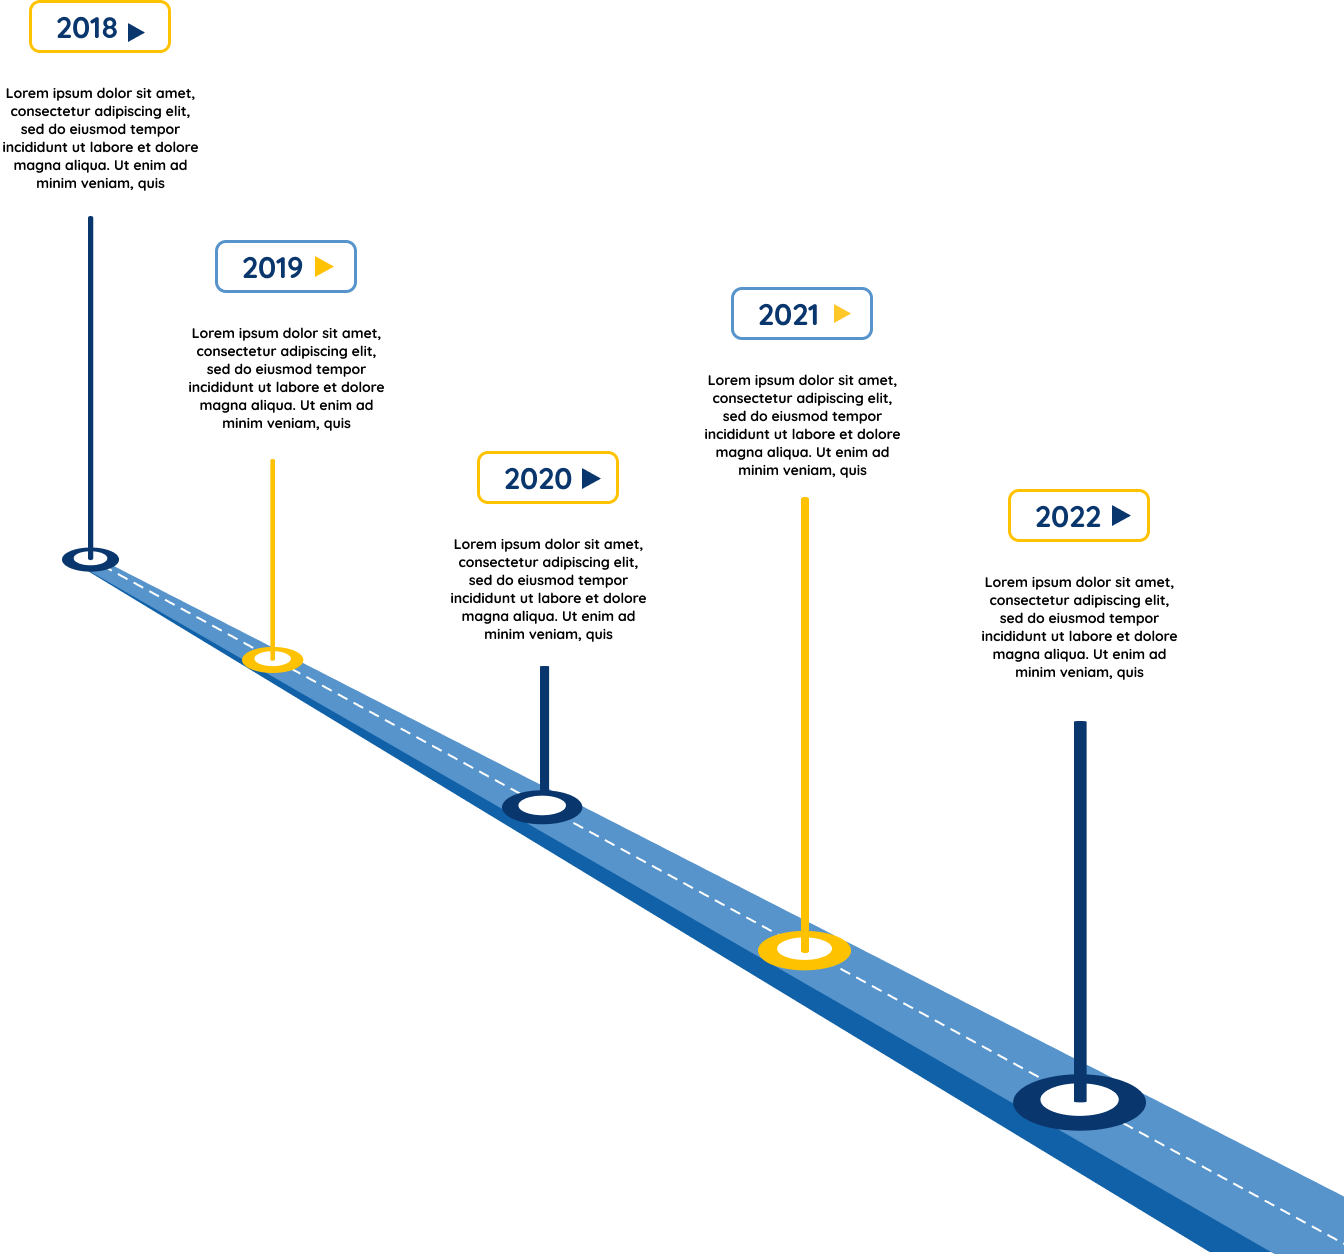 2018
Lorem ipsum dolor sit amet,
consectetur adipiscing elit,
sed do eiusmod tempor
incididunt ut labore et dolore
magna aliqua. Ut enim ad
minim veniam, quis
2019
Lorem ipsum dolor sit amet,
consectetur adipiscing elit,
sed do eiusmod tempor
incididunt ut labore et dolore
magna aliqua. Ut enim ad
minim veniam, quis
2020
Lorem ipsum dolor sit amet,
consectetur adipiscing elit,
sed do eiusmod tempor
incididunt ut labore et dolore
magna aliqua. Ut enim ad
minim veniam, quis
2021
Lorem ipsum dolor sit amet,
consectetur adipiscing elit,
sed do eiusmod tempor
incididunt ut labore et dolore
magna aliqua. Ut enim ad
minim veniam, quis
2022
Lorem ipsum dolor sit amet,
consectetur adipiscing elit,
sed do eiusmod tempor
incididunt ut labore et dolore
magna aliqua. Ut enim ad
minim veniam, quis